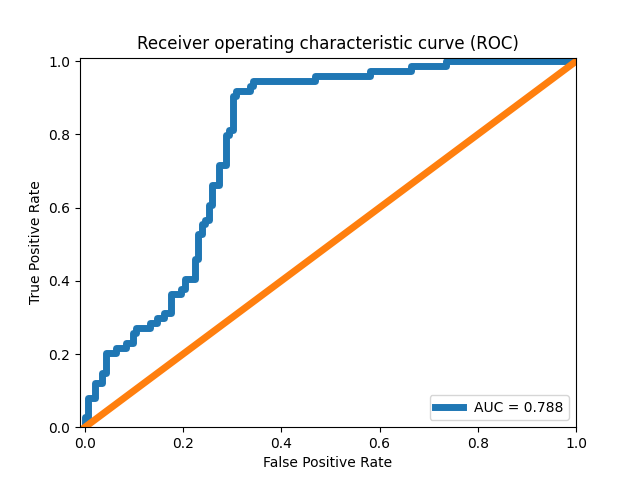 Receiver operating characteristic curve (ROC)
True Positive Rate
1.0
0.8
0.6
0.4
0.2
0.0
0.0 0.2 0.4 0.6 0.8 1.0
False Positive Rate
AUC = 0.788